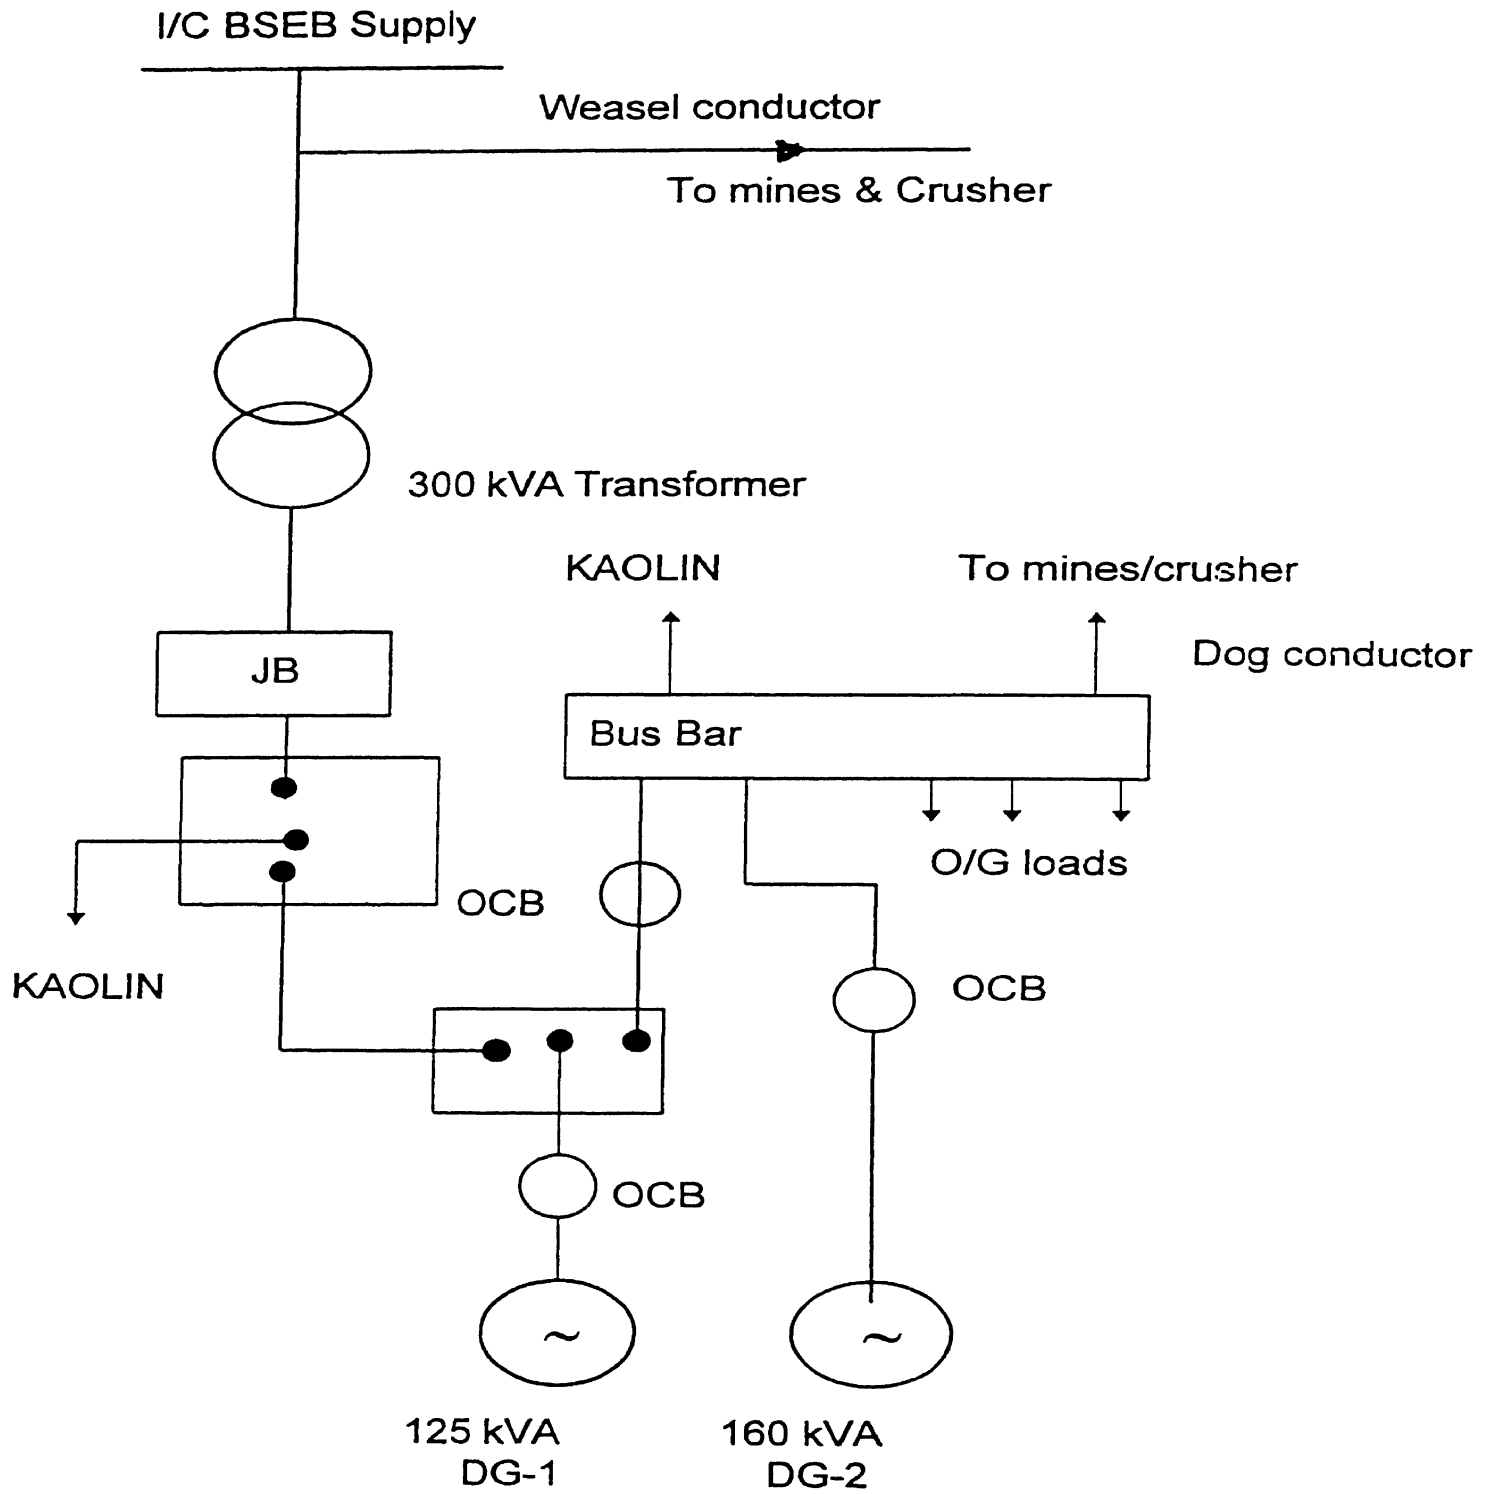 I/C BSEB Supply
Weasel conductor
To mines & Crusher
300 kVA Transformer
KAOLIN
To mines/crusher
Dog conductor
JB
Bus Bar
O/G loads
OCB
KAOLIN
OCB
OCB
~
~
125 kVA
DG-1
160 kVA
DG-2